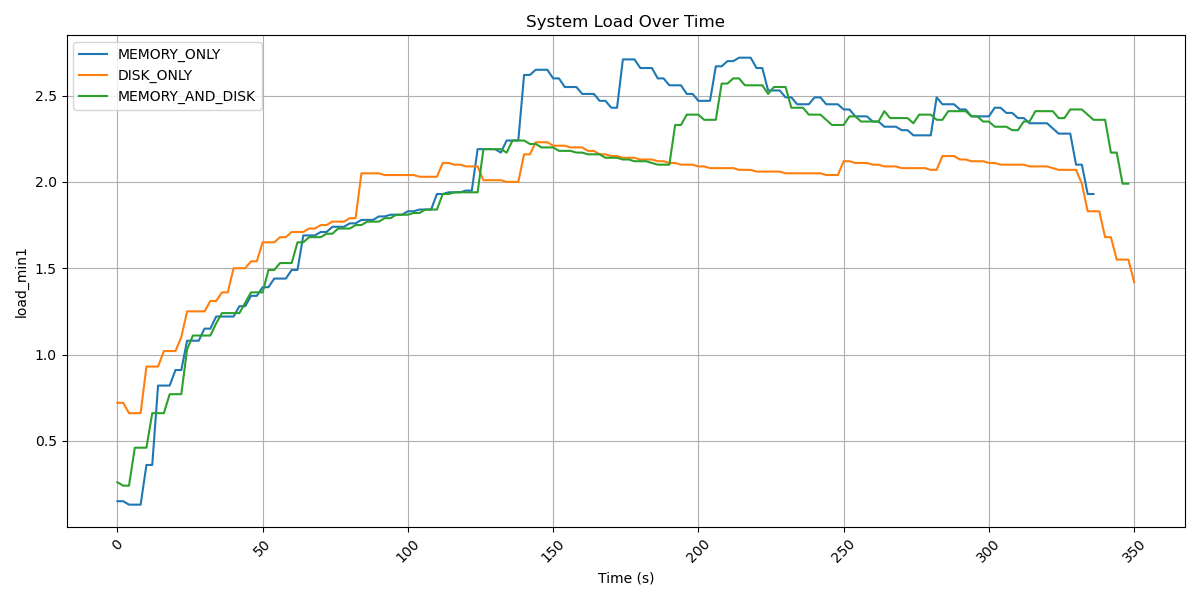 System Load Over Time
MEMORY_ONLY
DISK_ONLY
MEMORY_AND_DISK
load_min1
2.5
2.0
1.5
1.0
0.5
0
50
100
150
200
250
300
350
Time (s)